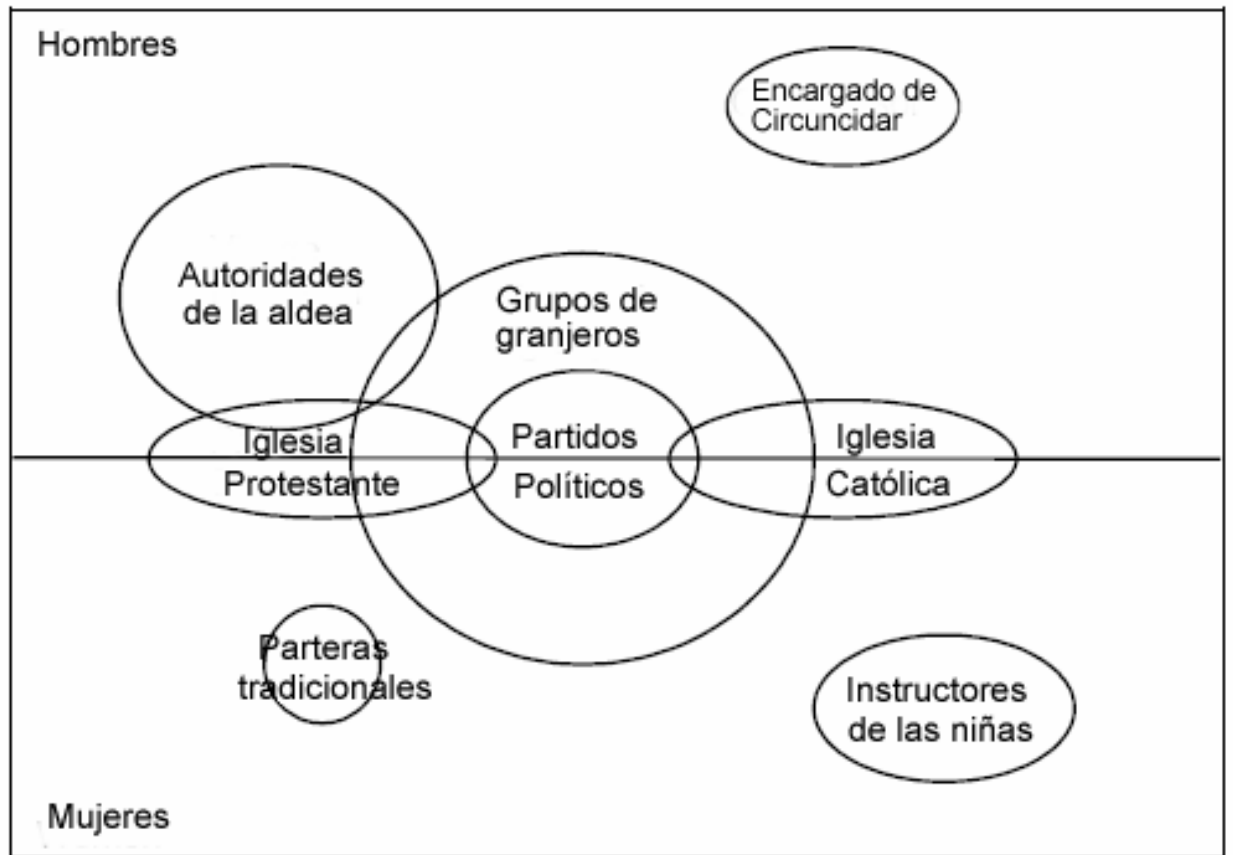 Hombres
Encargado de
Circuncidar
Autoridades
de la aldea
Grupos de
granjeros
Iglesia
Protestante
Partidos
Políticos
Iglesia
Católica
Parteras
tradicionales
Instructores
de las niñas
Mujeres